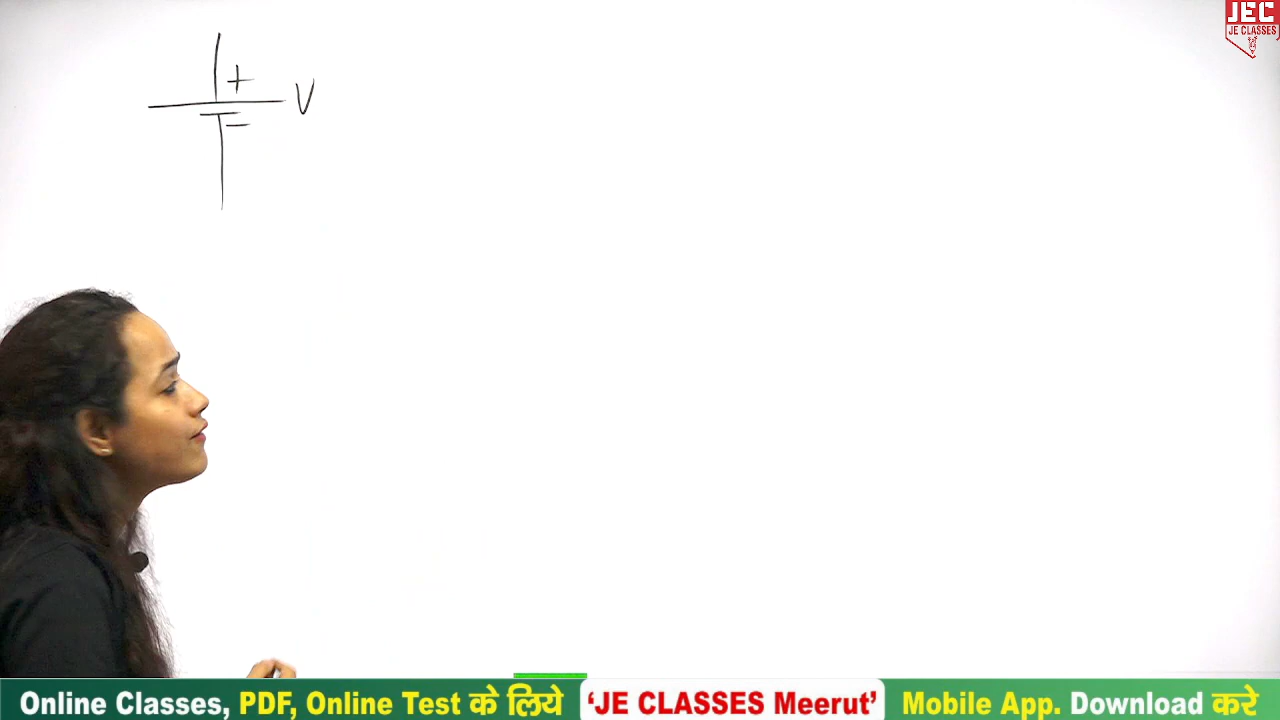 JEC
JE CLASSES
+
V
−
Online Classes, PDF, Online Test के लिये 'JE CLASSES Meerut' Mobile App. Download करे